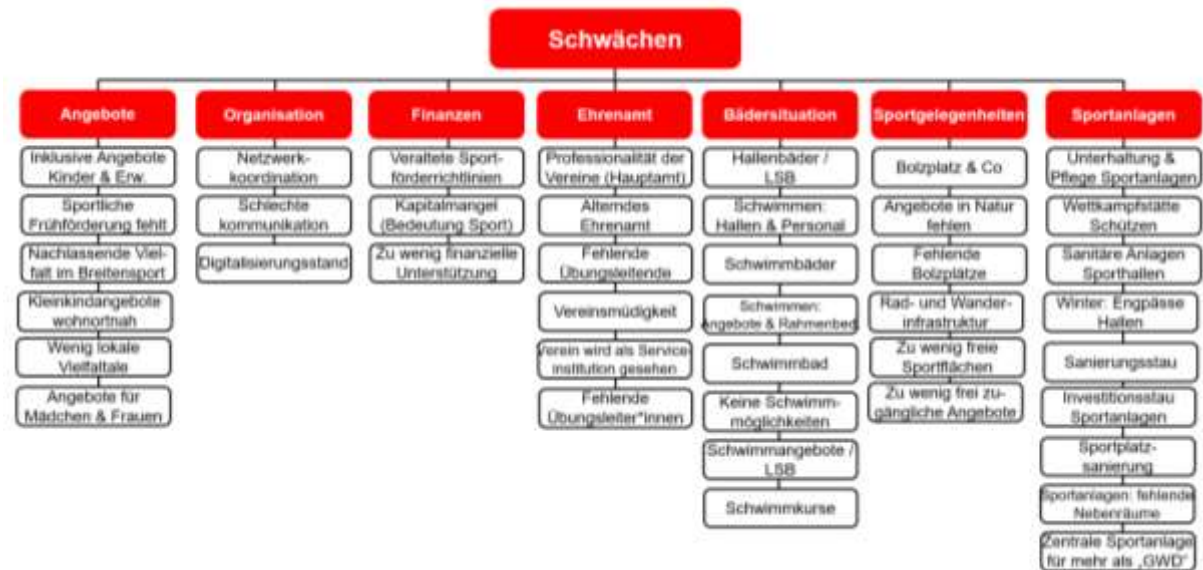 Schwächen
Angebote
Inklusive Angebote
Kinder & Erw.
Sportliche
Frühförderung fehlt
Nachlassende Viel-
falt im Breitensport
Kleinkindangebote
wohnortnah
Wenig lokale
Vielfaltale
Angebote für
Mädchen & Frauen
Organisation
Netzwerk-
koordination
Schlechte
kommunikation
Digitalisierungsstand
Finanzen
Veraltete Sport-
förderrichtlinien
Kapitalmangel
(Bedeutung Sport)
Zu wenig finanzielle
Unterstützung
Ehrenamt
Professionalität der
Vereine (Hauptamt)
Alterndes
Ehrenamt
Fehlende
Übungsleitende
Vereinsmüdigkeit
Verein wird als Service-
institution gesehen
Fehlende
Übungsleiter*innen
Bädersituation
Hallenbäder /
LSB
Schwimmen:
Hallen & Personal
Schwimmbäder
Schwimmen:
Angebote & Rahmenbed.
Schwimmbad
Keine Schwimm-
möglichkeiten
Schwimmangebote /
LSB
Schwimmkurse
Sportgelegenheiten
Bolzplatz & Co
Angebote in Natur
fehlen
Fehlende
Bolzplätze
Rad- und Wander-
infrastruktur
Zu wenig freie
Sportflächen
Zu wenig frei zu-
gängliche Angebote
Sportanlagen
Unterhaltung &
Pflege Sportanlagen
Wettkampfstätte
Schützen
Sanitäre Anlagen
Sporthallen
Winter: Engpässe
Hallen
Sanierungsstau
Investitionsstau
Sportanlagen
Sportplatz-
sanierung
Sportanlagen: fehlende
Nebenräume
Zentrale Sportanlage
für mehr als „GWD“